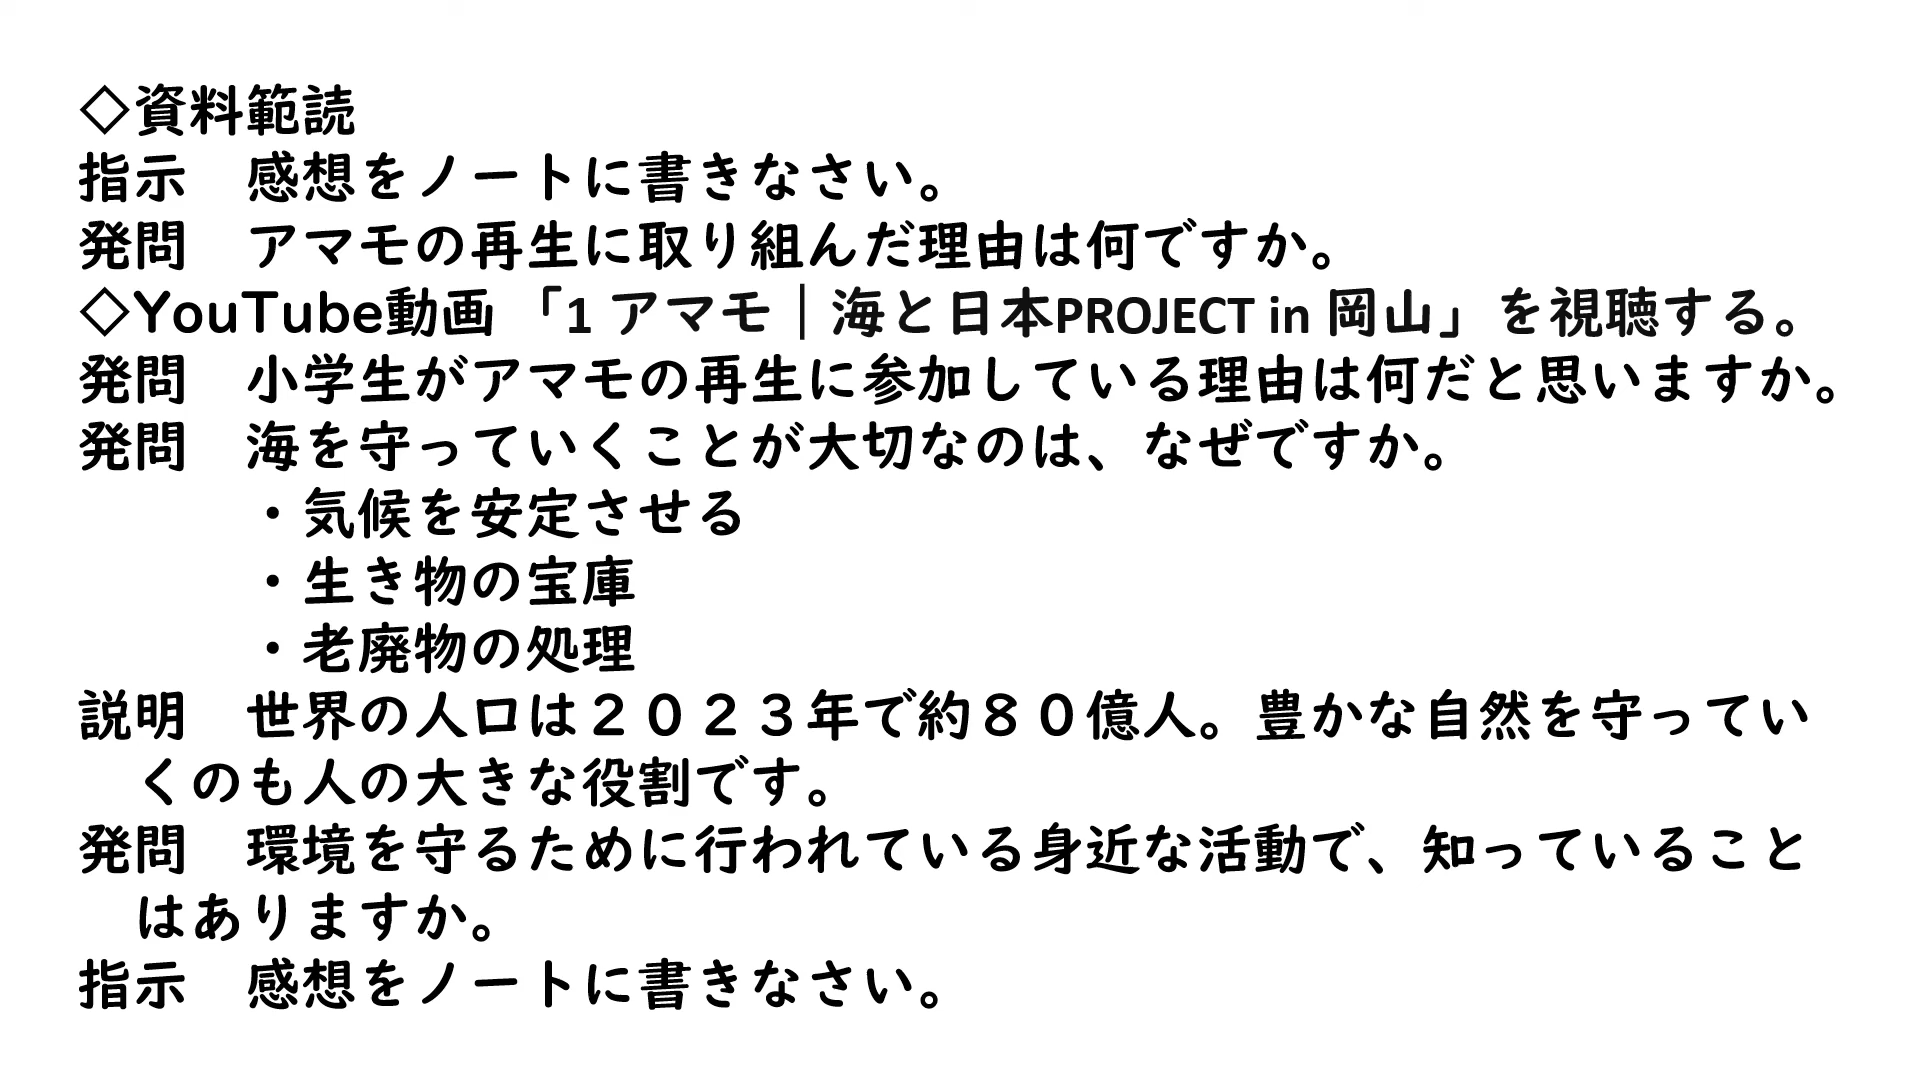 ◇資料範読
指示　感想をノートに書きなさい。
発問　アマモの再生に取り組んだ理由は何ですか。
◇YouTube動画 「1 アマモ｜海と日本PROJECT in 岡山」を視聴する。
発問　小学生がアマモの再生に参加している理由は何だと思いますか。
発問　海を守っていくことが大切なのは、なぜですか。
・気候を安定させる
・生き物の宝庫
・老廃物の処理
説明　世界の人口は２０２３年で約８０億人。豊かな自然を守ってい
くのも人の大きな役割です。
発問　環境を守るために行われている身近な活動で、知っていること
はありますか。
指示　感想をノートに書きなさい。